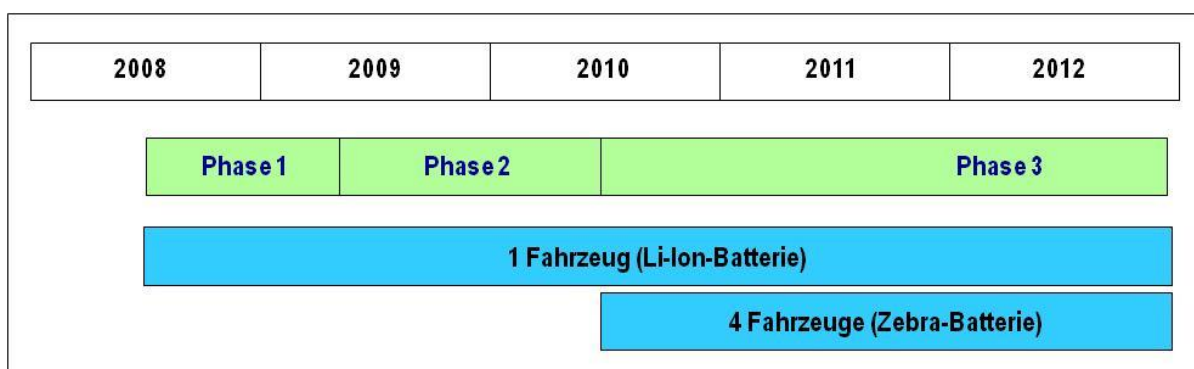 2008 2009 2010 2011 2012
Phase 1 Phase 2 Phase 3
1 Fahrzeug (Li-Ion-Batterie)
4 Fahrzeuge (Zebra-Batterie)